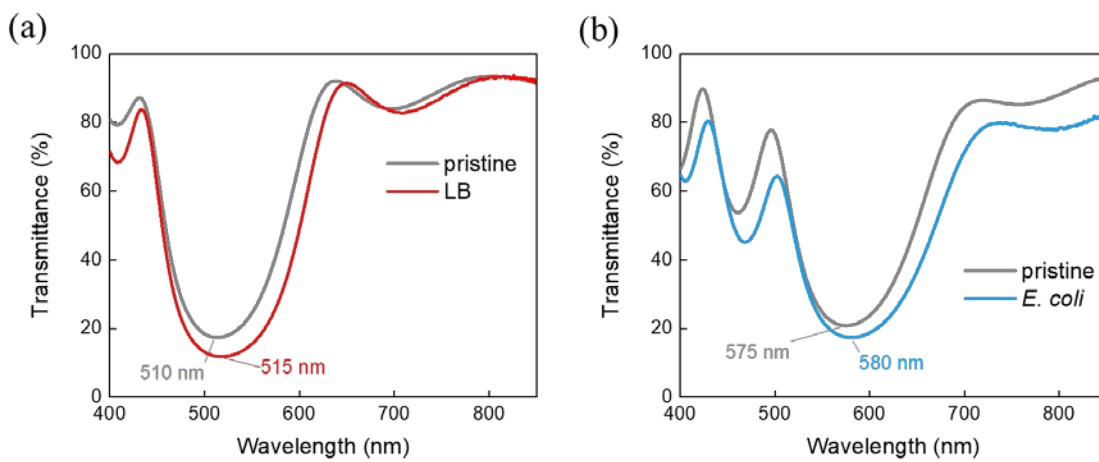 (a)
100
80
60
40
20
0
Transmittance (%)
400
500
600
700
800
Wavelength (nm)
pristine
LB
510 nm
515 nm
(b)
100
80
60
40
20
0
Transmittance (%)
400
500
600
700
800
Wavelength (nm)
pristine
E. coli
575 nm
580 nm